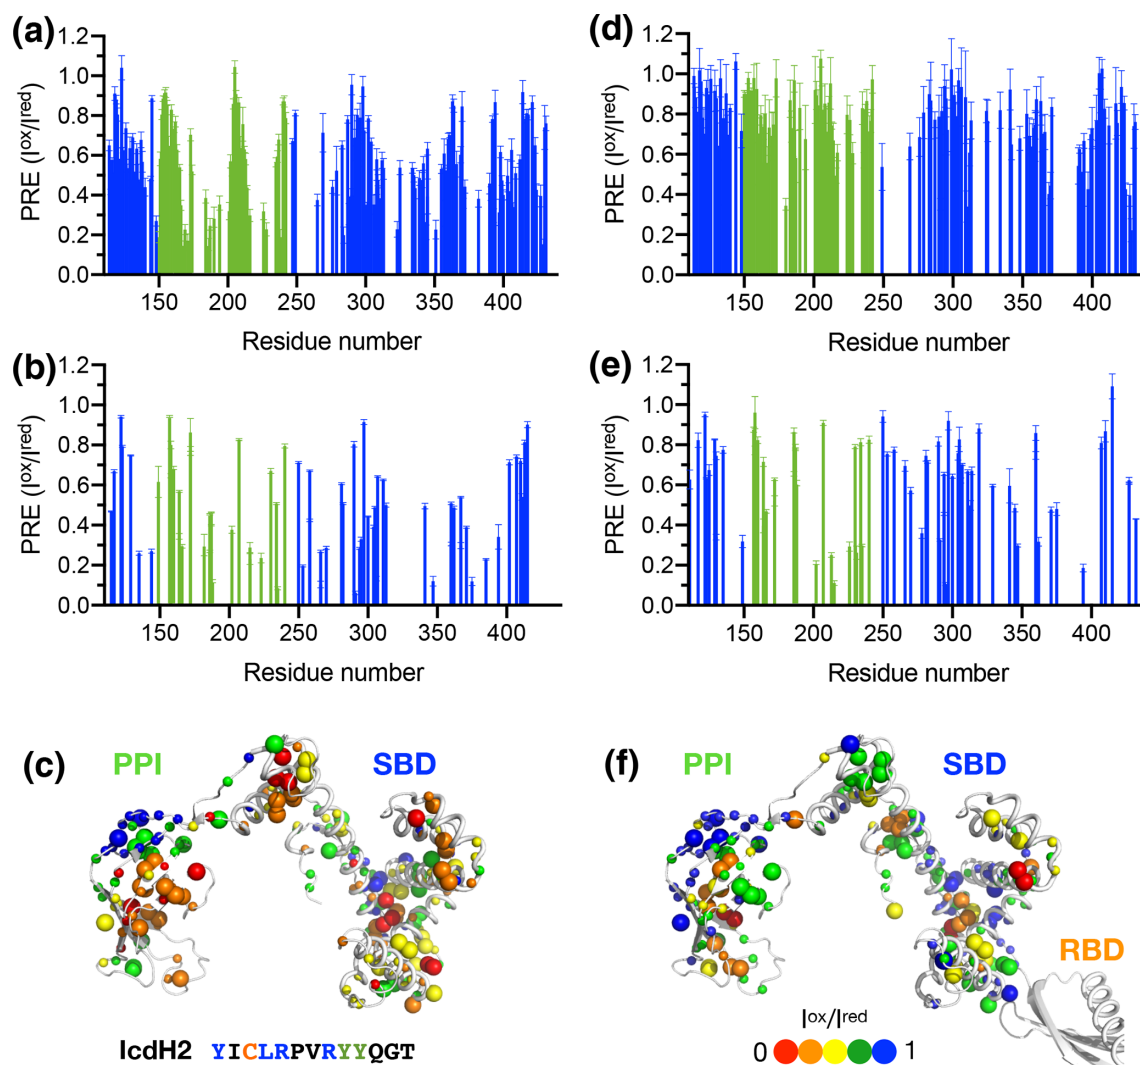 (a)
1.2
1.0
0.8
0.6
0.4
0.2
0.0
PRE (Iox/Ired)
150 200 250 300 350 400
Residue number
(d)
1.2
1.0
0.8
0.6
0.4
0.2
0.0
PRE (Iox/Ired)
150 200 250 300 350 400
Residue number
(b)
1.2
1.0
0.8
0.6
0.4
0.2
0.0
PRE (Iox/Ired)
150 200 250 300 350 400
Residue number
(e)
1.2
1.0
0.8
0.6
0.4
0.2
0.0
PRE (Iox/Ired)
150 200 250 300 350 400
Residue number
(c)
PPI SBD
IcdH2 YICLRPVRYYQGT
(f)
PPI SBD
RBD
Iox/Ired
0 1